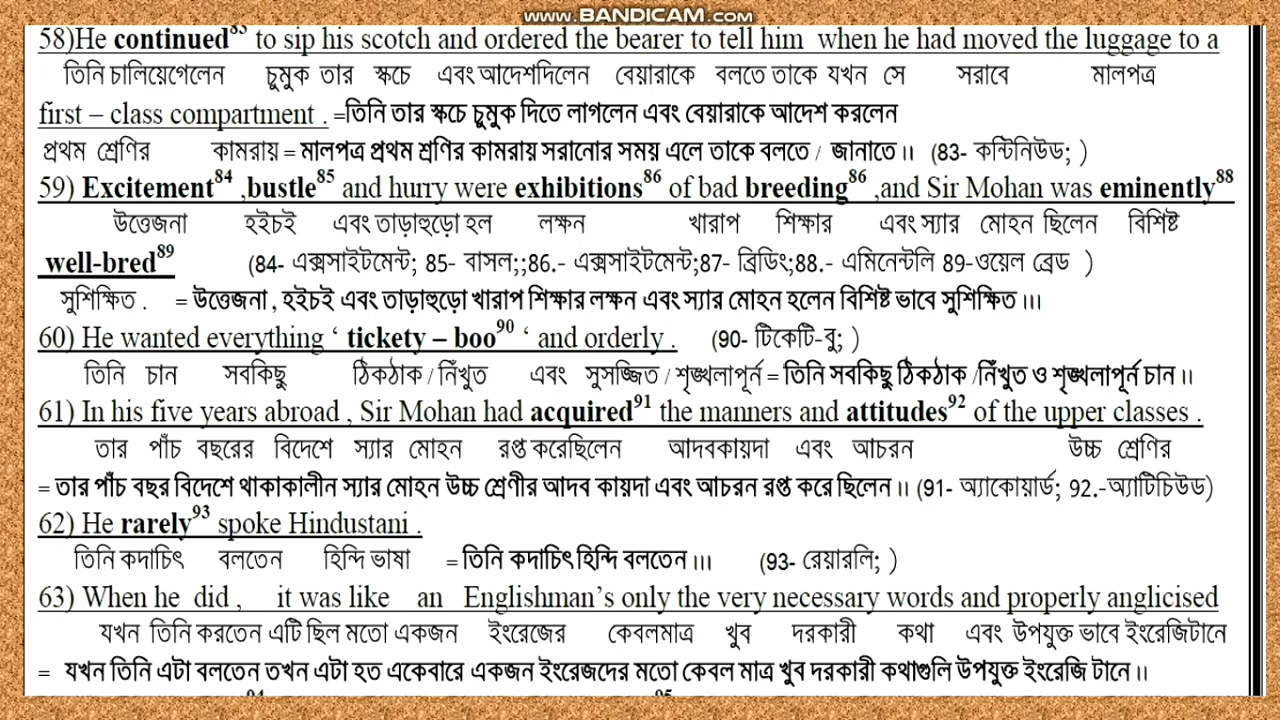 www.BANDICAM.com
58)He continued83 to sip his scotch and ordered the bearer to tell him when he had moved the luggage to a
তিনি চালিয়েগেলেন চুমুক তার স্কচে এবং আদেশদিলেন বেয়ারাকে বলতে তাকে যখন সে সরাবে মালপত্র
first – class compartment . =তিনি তার স্কচে চুমুক দিতে লাগলেন এবং বেয়ারাকে আদেশ করলেন
প্রথম শ্রেণির কামরায় = মালপত্র প্রথম শ্রণির কামরায় সরানোর সময় এলে তাকে বলতে / জানাতে।। (83- কন্টিনিউড; )
59) Excitement84 ,bustle85 and hurry were exhibitions86 of bad breeding86 ,and Sir Mohan was eminently88
উত্তেজনা হইচই এবং তাড়াহুড়ো হল লক্ষন খারাপ শিক্ষার এবং স্যার মোহন ছিলেন বিশিষ্ট
well-bred89 (84- এক্সসাইটমেন্ট; 85- বাসল;;86.- এক্সসাইটমেন্ট;87- ব্রিডিং;88.- এমিনেন্টলি 89-ওয়েল ব্রেড )
সুশিক্ষিত . = উত্তেজনা , হইচই এবং তাড়াহুড়ো খারাপ শিক্ষার লক্ষন এবং স্যার মোহন হলেন বিশিষ্ট ভাবে সুশিক্ষিত ।।।
60) He wanted everything ‘ tickety – boo90 ‘ and orderly . (90- টিকেটি-বু; )
তিনি চান সবকিছু ঠিকঠাক / নিঁখুত এবং সুসজ্জিত / শৃঙ্খলাপূর্ন = তিনি সবকিছু ঠিকঠাক /নিঁখুত ও শৃঙ্খলাপূর্ন চান ।।
61) In his five years abroad , Sir Mohan had acquired91 the manners and attitudes92 of the upper classes .
তার পাঁচ বছরের বিদেশে স্যার মোহন রপ্ত করেছিলেন আদবকায়দা এবং আচরন উচ্চ শ্রেণির
= তার পাঁচ বছর বিদেশে থাকাকালীন স্যার মোহন উচ্চ শ্রেণীর আদব কায়দা এবং আচরন রপ্ত করে ছিলেন ।। (91- অ্যাকোয়ার্ড; 92.-অ্যাটিচিউড)
62) He rarely93 spoke Hindustani .
তিনি কদাচিৎ বলতেন হিন্দি ভাষা = তিনি কদাচিৎ হিন্দি বলতেন ।।। (93- রেয়ারলি; )
63) When he did , it was like an Englishman’s only the very necessary words and properly anglicised
যখন তিনি করতেন এটি ছিল মতো একজন ইংরেজের কেবলমাত্র খুব দরকারী কথা এবং উপযুক্ত ভাবে ইংরেজিটানে
= যখন তিনি এটা বলতেন তখন এটা হত একেবারে একজন ইংরেজদের মতো কেবল মাত্র খুব দরকারী কথাগুলি উপযুক্ত ইংরেজি টানে ।।